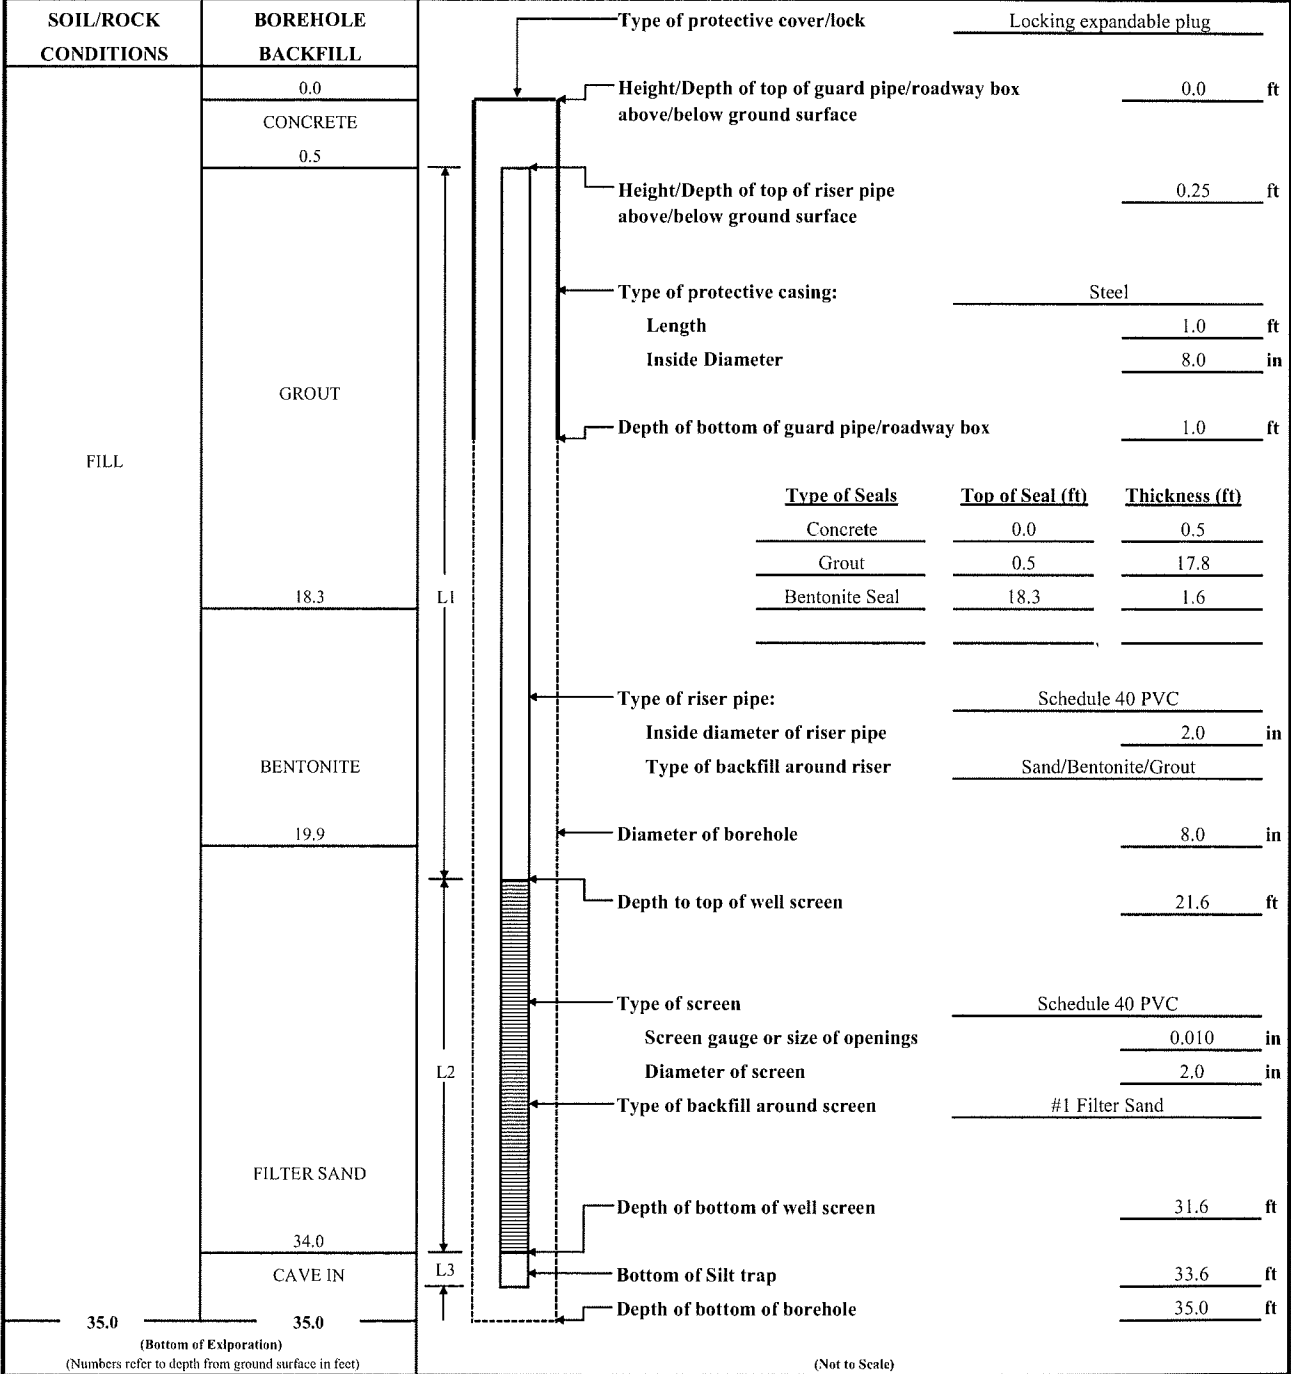 SOIL/ROCK CONDITIONS
BOREHOLE BACKFILL
Type of protective cover/lock Locking expandable plug
0.0
CONCRETE
0.5
GROUT
18.3
BENTONITE
19.9
FILTER SAND
34.0
CAVE IN
FILL
35.0 35.0
(Bottom of Exlporation)
(Numbers refer to depth from ground surface in feet)
L1
L2
L3
Height/Depth of top of guard pipe/roadway box 0.0 ft
above/below ground surface
Height/Depth of top of riser pipe 0.25 ft
above/below ground surface
Type of protective casing: Steel
Length 1.0 ft
Inside Diameter 8.0 in
Depth of bottom of guard pipe/roadway box 1.0 ft
Type of Seals Top of Seal (ft) Thickness (ft)
Concrete 0.0 0.5
Grout 0.5 17.8
Bentonite Seal 18.3 1.6
Type of riser pipe: Schedule 40 PVC
Inside diameter of riser pipe 2.0 in
Type of backfill around riser Sand/Bentonite/Grout
Diameter of borehole 8.0 in
Depth to top of well screen 21.6 ft
Type of screen Schedule 40 PVC
Screen gauge or size of openings 0.010 in
Diameter of screen 2.0 in
Type of backfill around screen #1 Filter Sand
Depth of bottom of well screen 31.6 ft
Bottom of Silt trap 33.6 ft
Depth of bottom of borehole 35.0 ft
(Not to Scale)